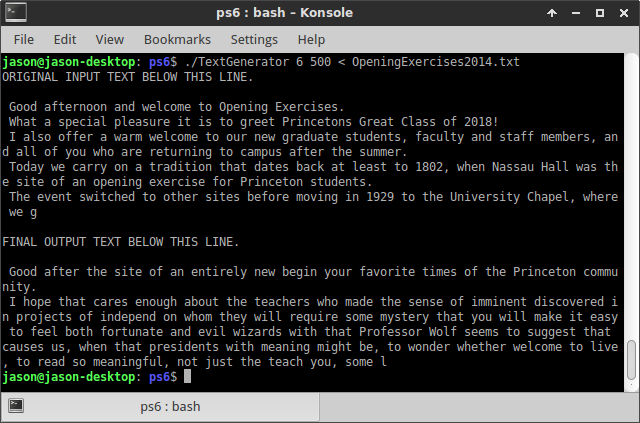 ps6 : bash – Konsole
File Edit View Bookmarks Settings Help
jason@jason-desktop: ps6$ ./TextGenerator 6 500 < OpeningExercises2014.txt
ORIGINAL INPUT TEXT BELOW THIS LINE.
Good afternoon and welcome to Opening Exercises.
What a special pleasure it is to greet Princetons Great Class of 2018!
I also offer a warm welcome to our new graduate students, faculty and staff members, an
d all of you who are returning to campus after the summer.
Today we carry on a tradition that dates back at least to 1802, when Nassau Hall was th
e site of an opening exercise for Princeton students.
The event switched to other sites before moving in 1929 to the University Chapel, where
we g
FINAL OUTPUT TEXT BELOW THIS LINE.
Good after the site of an entirely new begin your favorite times of the Princeton commu
nity.
I hope that cares enough about the teachers who made the sense of imminent discovered i
n projects of independ on whom they will require some mystery that you will make it easy
to feel both fortunate and evil wizards with that Professor Wolf seems to suggest that
causes us, when that presidents with meaning might be, to wonder whether welcome to live
, to read so meaningful, not just the teach you, some l
jason@jason-desktop: ps6$
ps6 : bash